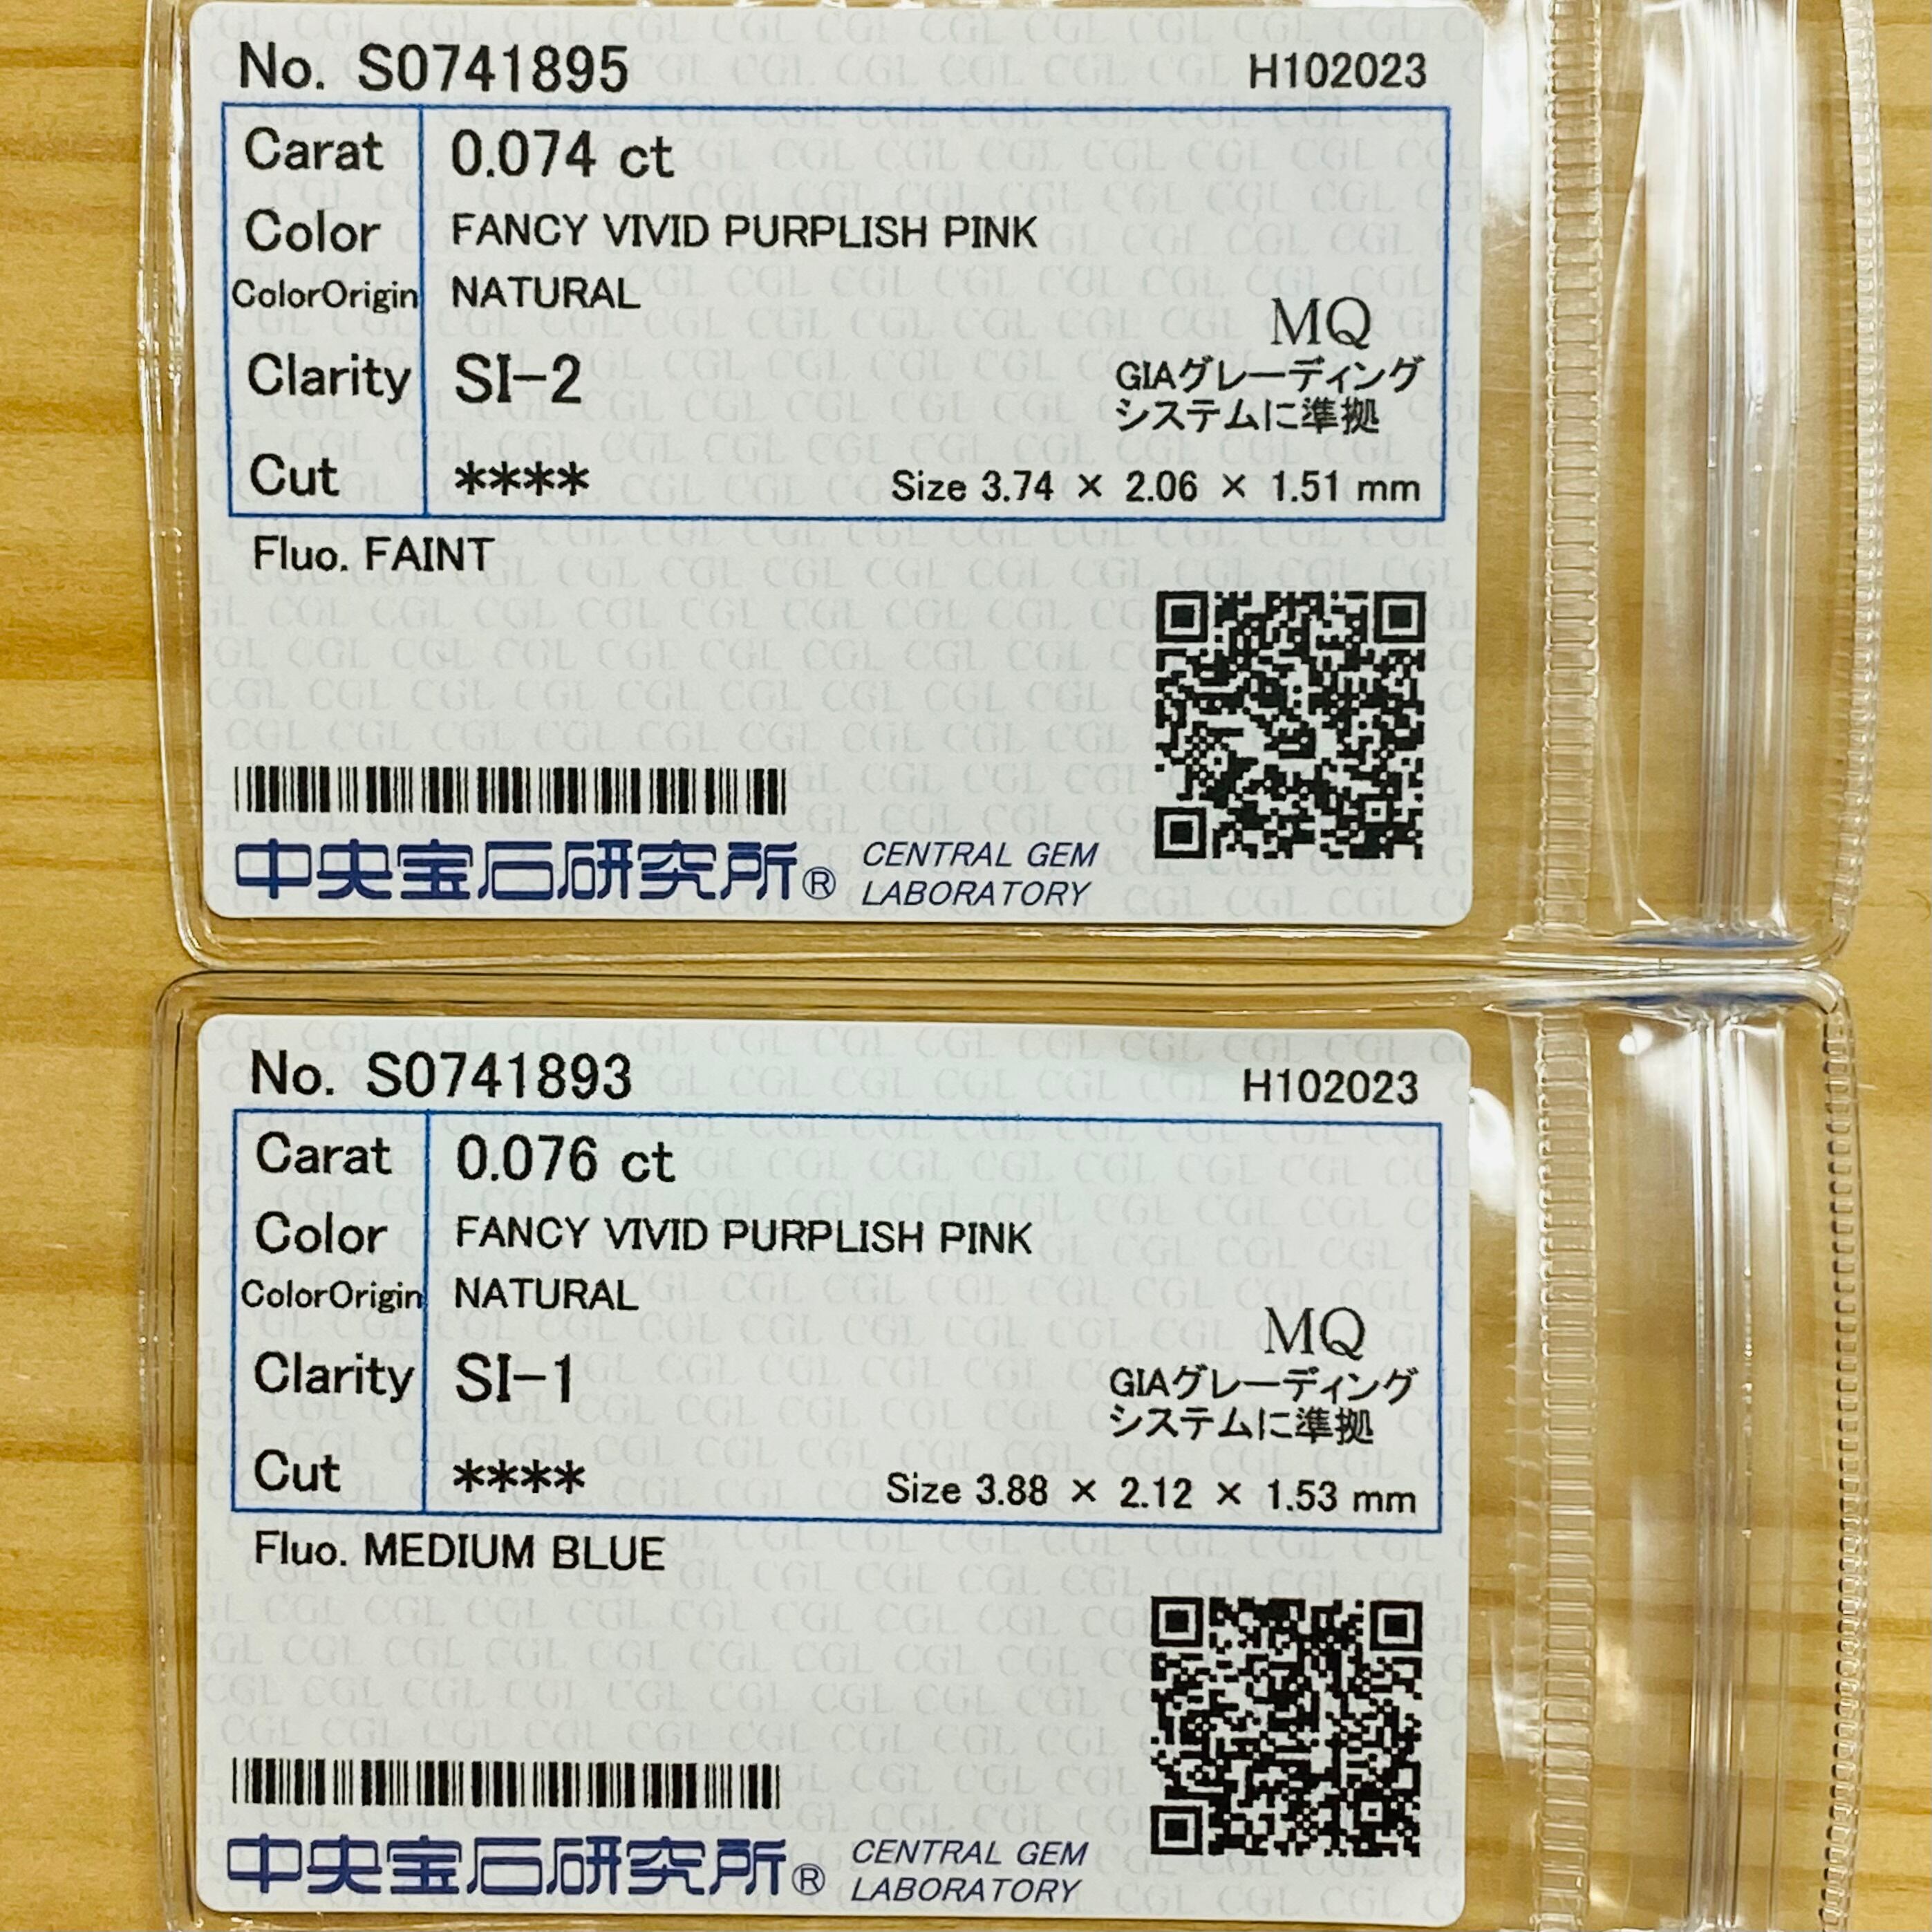 No. S0741895 H102023
Carat 0.074 ct
Color FANCY VIVID PURPLISH PINK
ColorOrigin NATURAL
MQ
Clarity SI-2 GIAグレーディング
システムに準拠
Cut **** Size 3.74 × 2.06 × 1.51 mm
Fluo. FAINT
中央宝石研究所® CENTRAL GEM
LABORATORY
No. S0741893 H102023
Carat 0.076 ct
Color FANCY VIVID PURPLISH PINK
ColorOrigin NATURAL
MQ
Clarity SI-1 GIAグレーディング
システムに準拠
Cut **** Size 3.88 × 2.12 × 1.53 mm
Fluo. MEDIUM BLUE
中央宝石研究所® CENTRAL GEM
LABORATORY